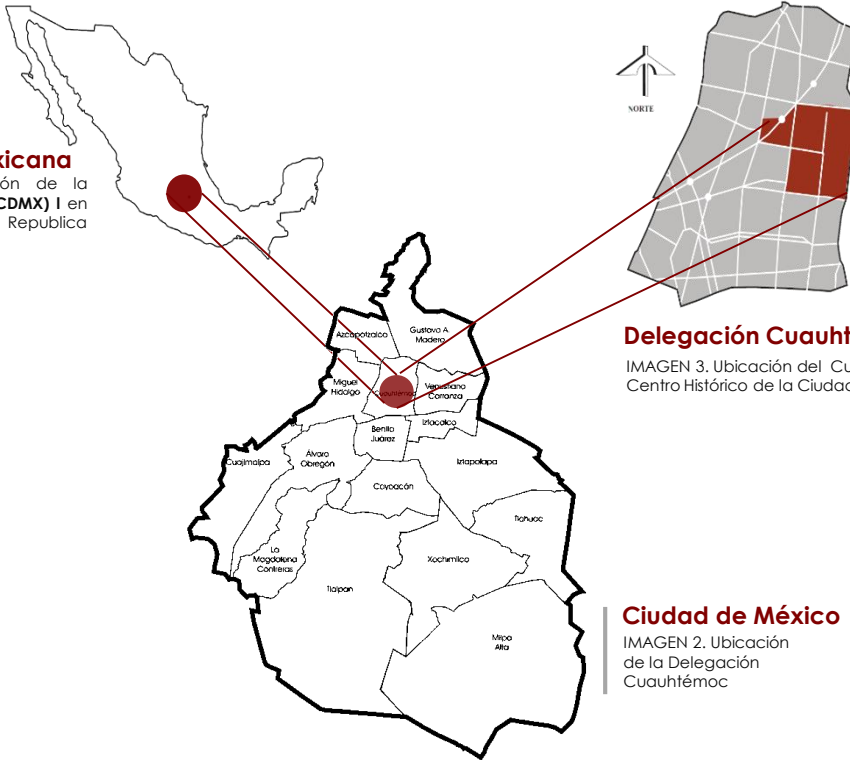 xicana
ión de la
CDMX) I en
Republica
NORTE
Delegación Cuauht
IMAGEN 3. Ubicación del Cu
Centro Histórico de la Ciudad
Azcapotzalco
Gustavo A
Madero
Miguel
Hidalgo
Cuauhtémoc
Venustiano
Carranza
Benito
Juárez
Iztacalco
Cuajimalpa
Álvaro
Obregón
Iztapalapa
Coyoacán
Tlahuac
La
Magdalena
Contreras
Xochimilco
Tlalpan
Milpa
Alta
Ciudad de México
IMAGEN 2. Ubicación
de la Delegación
Cuauhtémoc